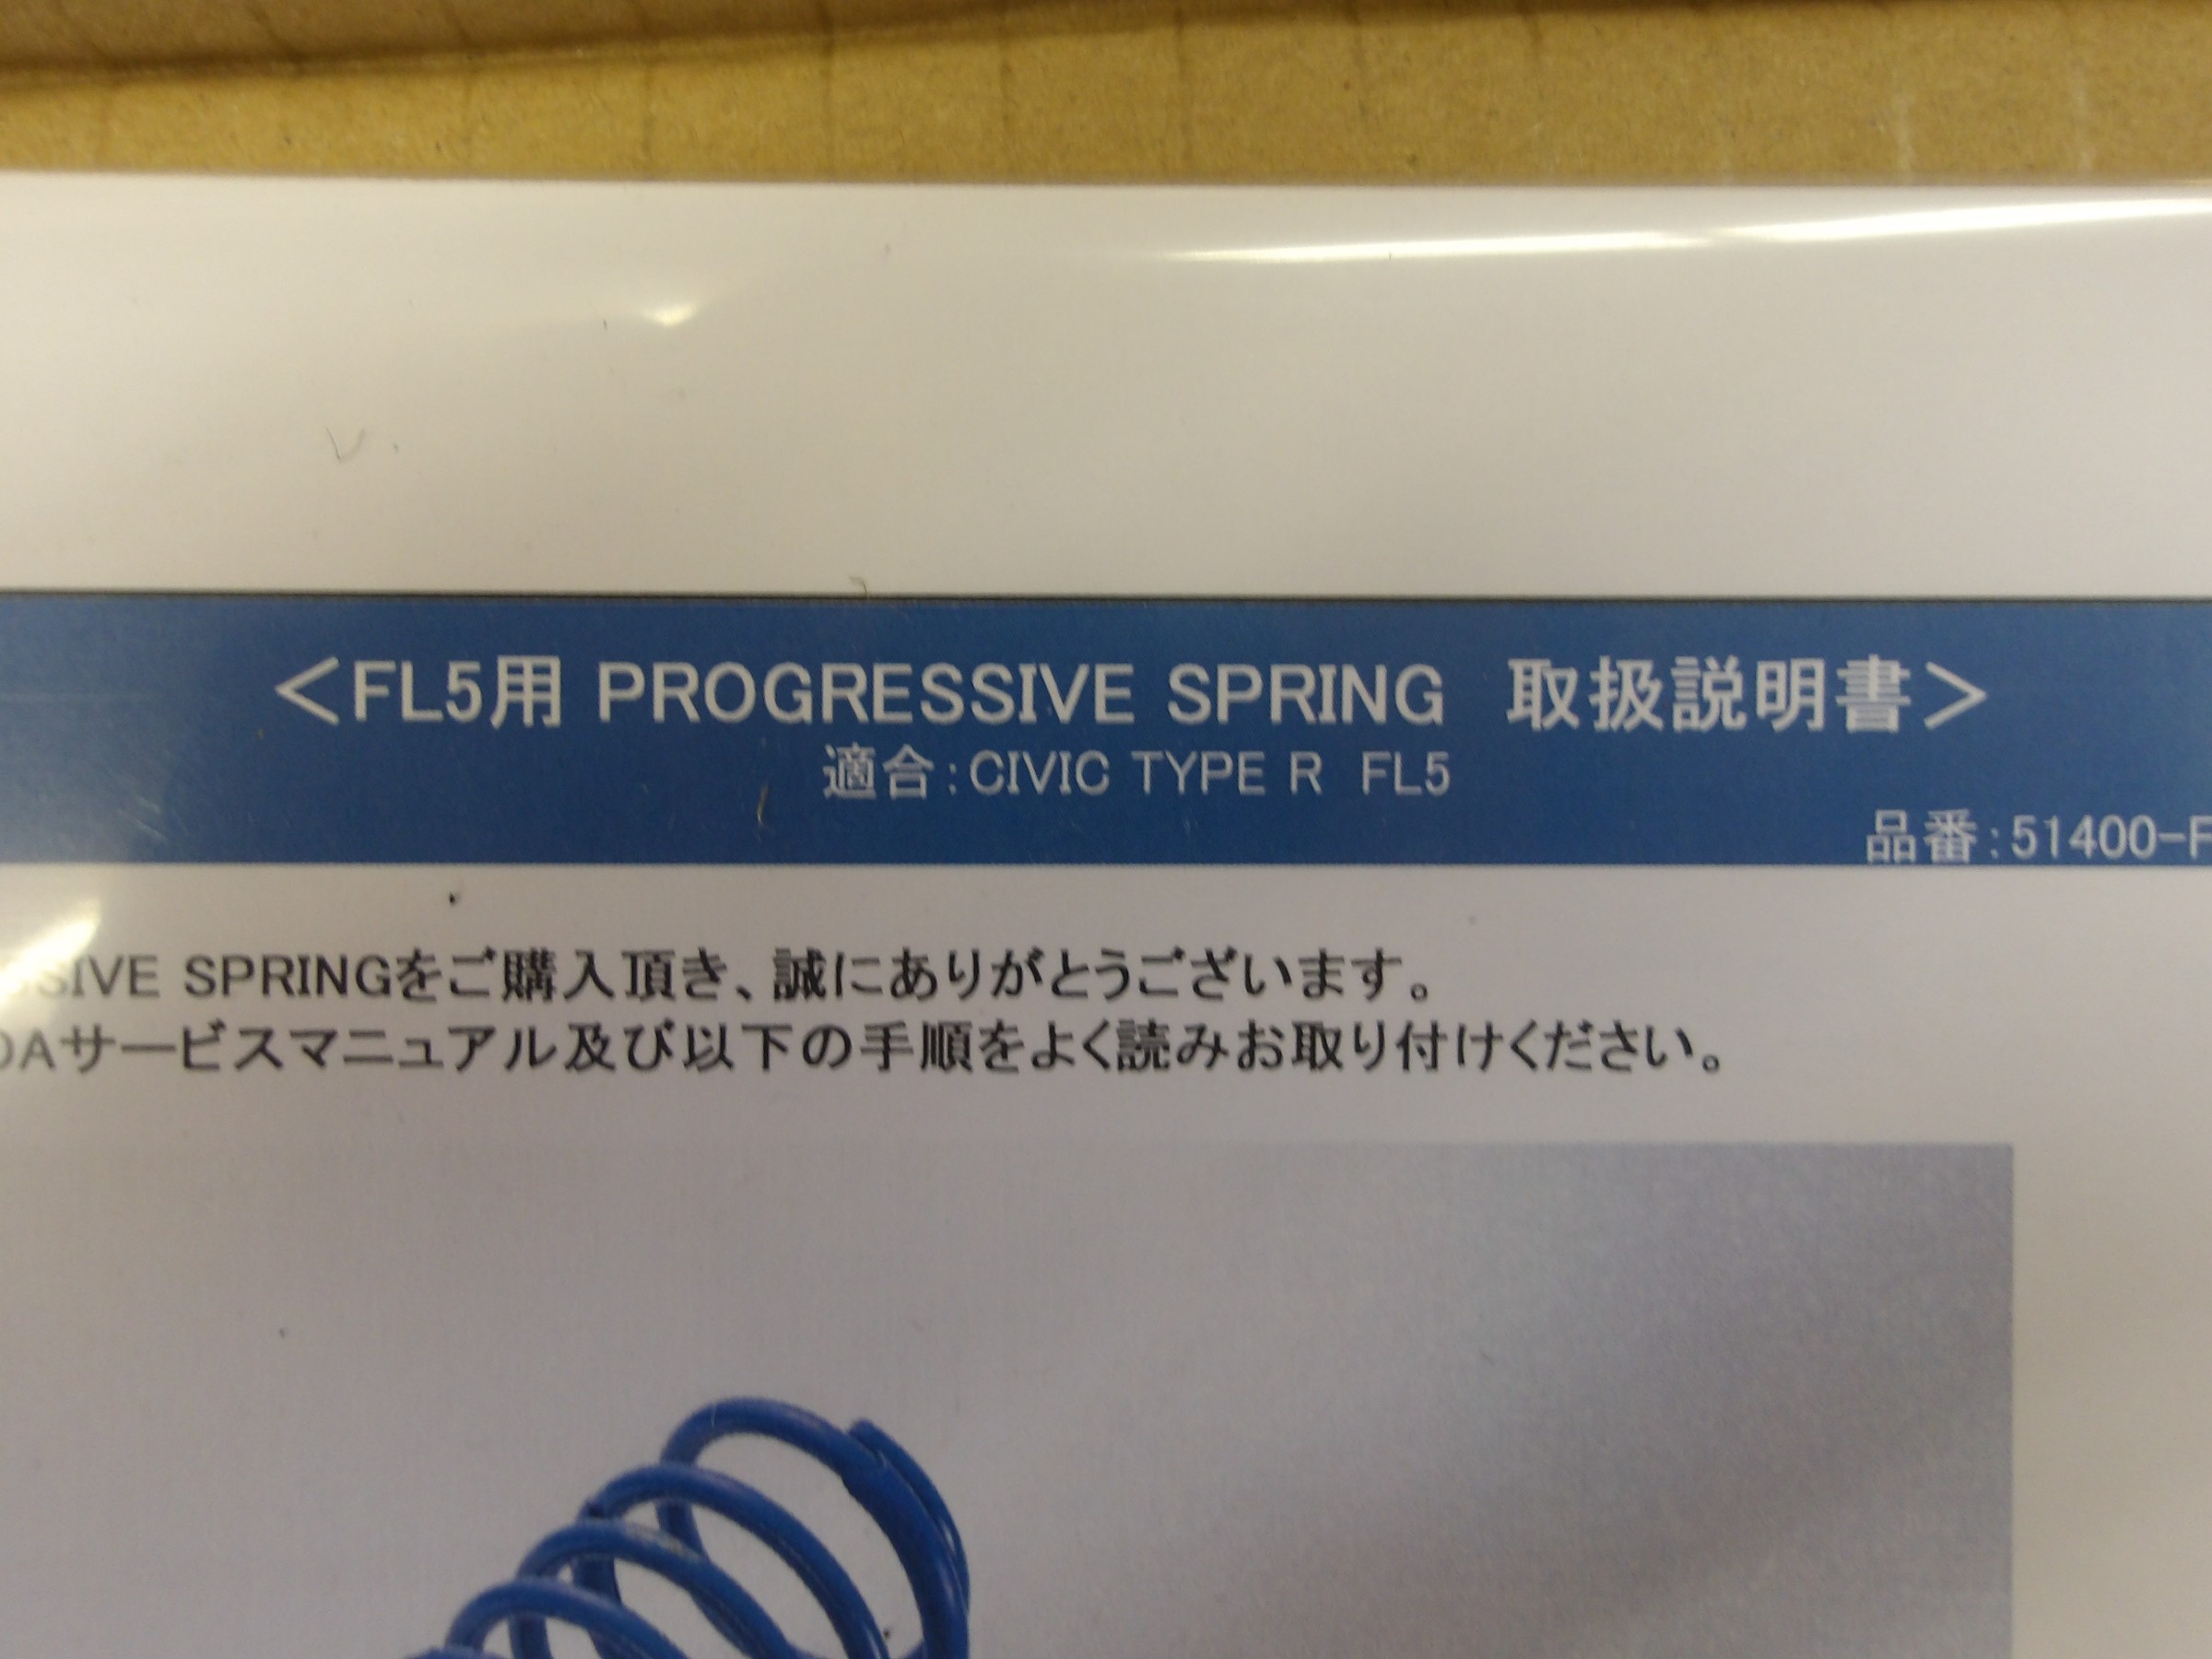 <FL5用 PROGRESSIVE SPRING 取扱説明書>
適合:CIVIC TYPE R FL5
品番:51400-F
SSIVE SPRINGをご購入頂き、誠にありがとうございます。
DAサービスマニュアル及び以下の手順をよく読みお取り付けください。